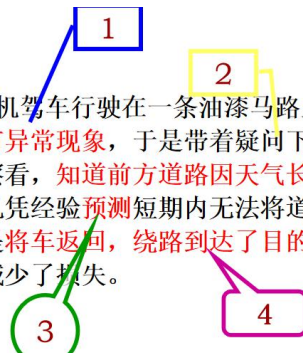 1
2
机驾车行驶在一条油漆马路
异常现象，于是带着疑问下
看，知道前方道路因天气长
凭经验预测短期内无法将道
将车返回，绕路到达了目的
少了损失。
3
4